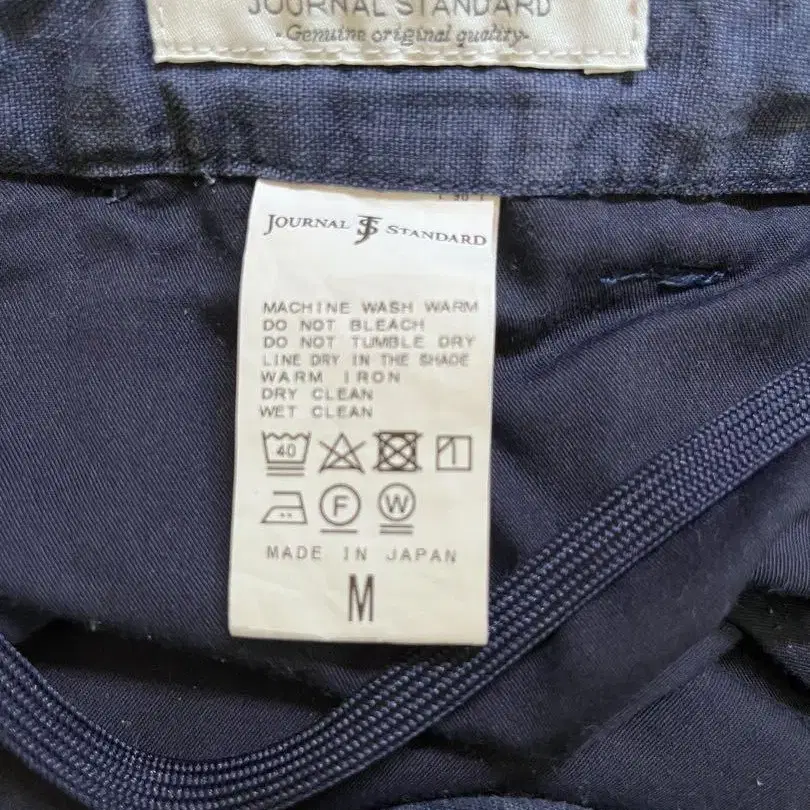 JOURNAL STANDARD
-Genuine original quality-
JOURNAL JS STANDARD
MACHINE WASH WARM
DO NOT BLEACH
DO NOT TUMBLE DRY
LINE DRY IN THE SHADE
WARM IRON
DRY CLEAN
WET CLEAN
40
F W
MADE IN JAPAN
M